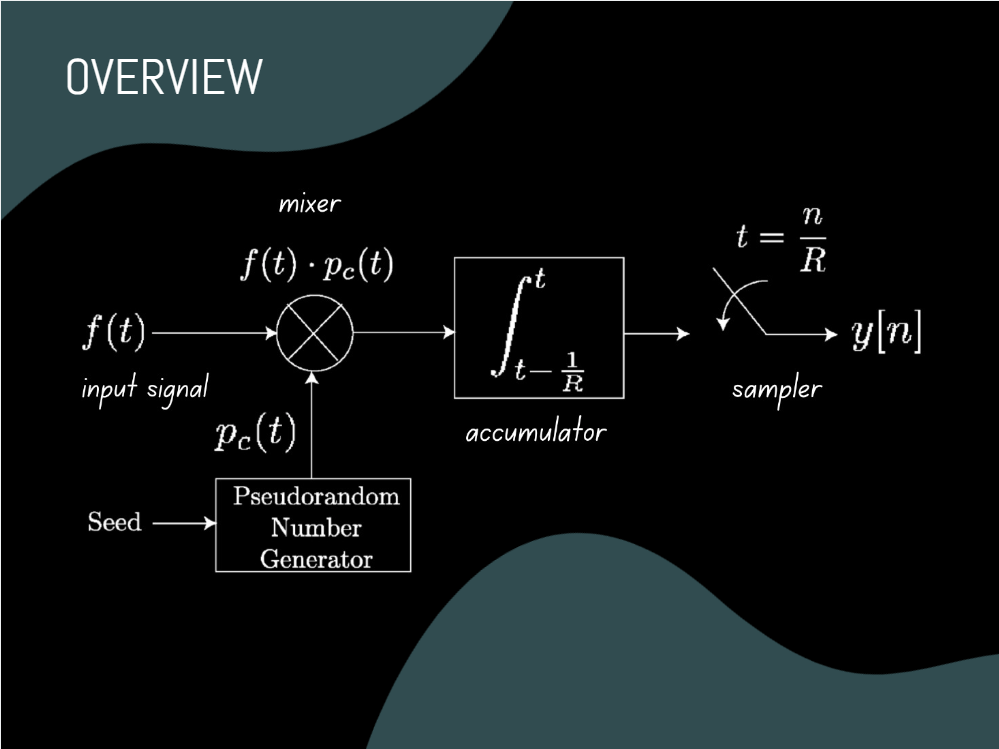 OVERVIEW
mixer
f(t) · p_c(t)
t = n/R
f(t)
∫_{t − 1/R}^{t}
y[n]
input signal
sampler
p_c(t)
accumulator
Seed
Pseudorandom
Number
Generator